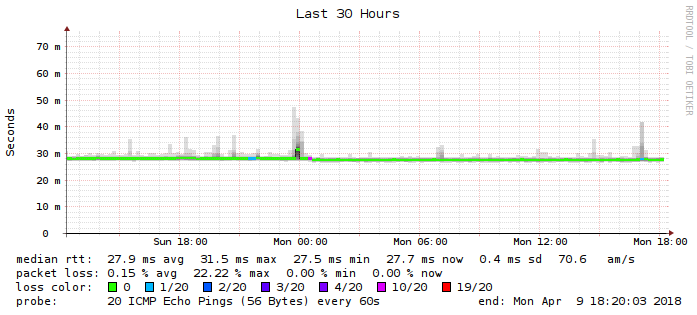 Last 30 Hours
RRDTOOL / TOBI OETIKER
Seconds
70 m
60 m
50 m
40 m
30 m
20 m
10 m
0
Sun 18:00 Mon 00:00 Mon 06:00 Mon 12:00 Mon 18:00
median rtt: 27.9 ms avg 31.5 ms max 27.5 ms min 27.7 ms now 0.4 ms sd 70.6 am/s
packet loss: 0.15 % avg 22.22 % max 0.00 % min 0.00 % now
loss color: 0 1/20 2/20 3/20 4/20 10/20 19/20
probe: 20 ICMP Echo Pings (56 Bytes) every 60s end: Mon Apr 9 18:20:03 2018